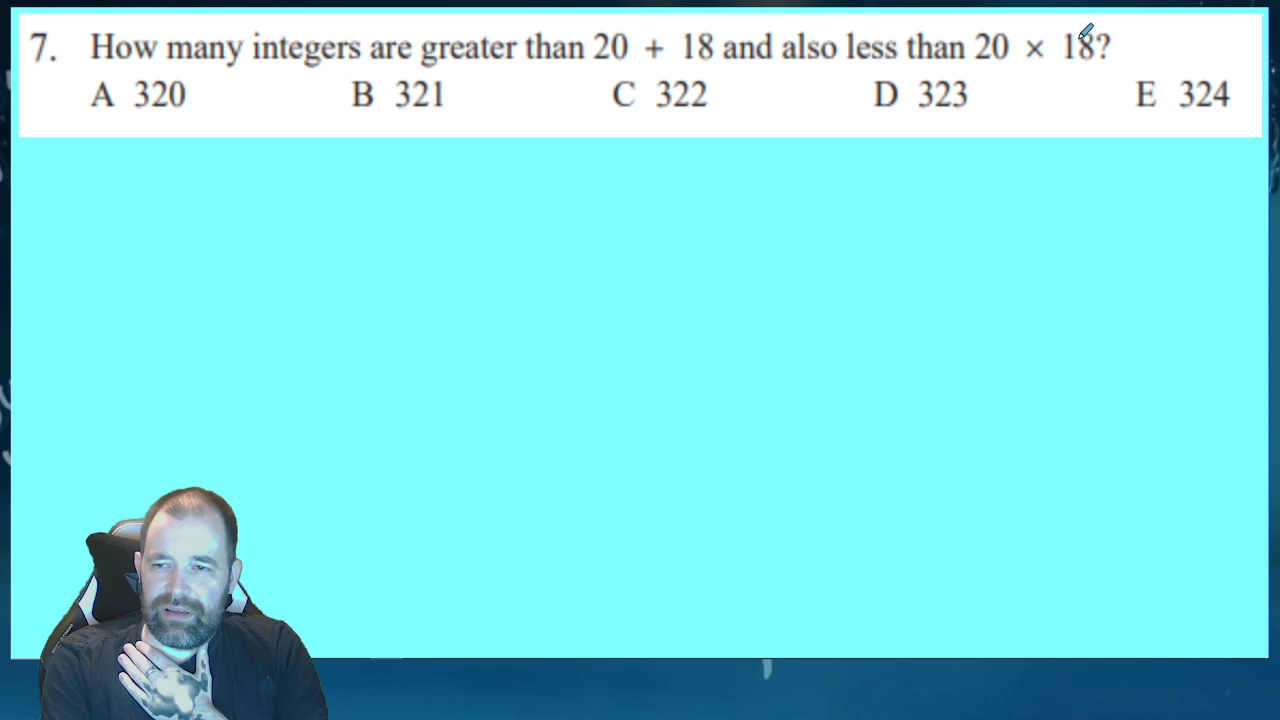 7. How many integers are greater than 20 + 18 and also less than 20 × 18?
A 320 B 321 C 322 D 323 E 324